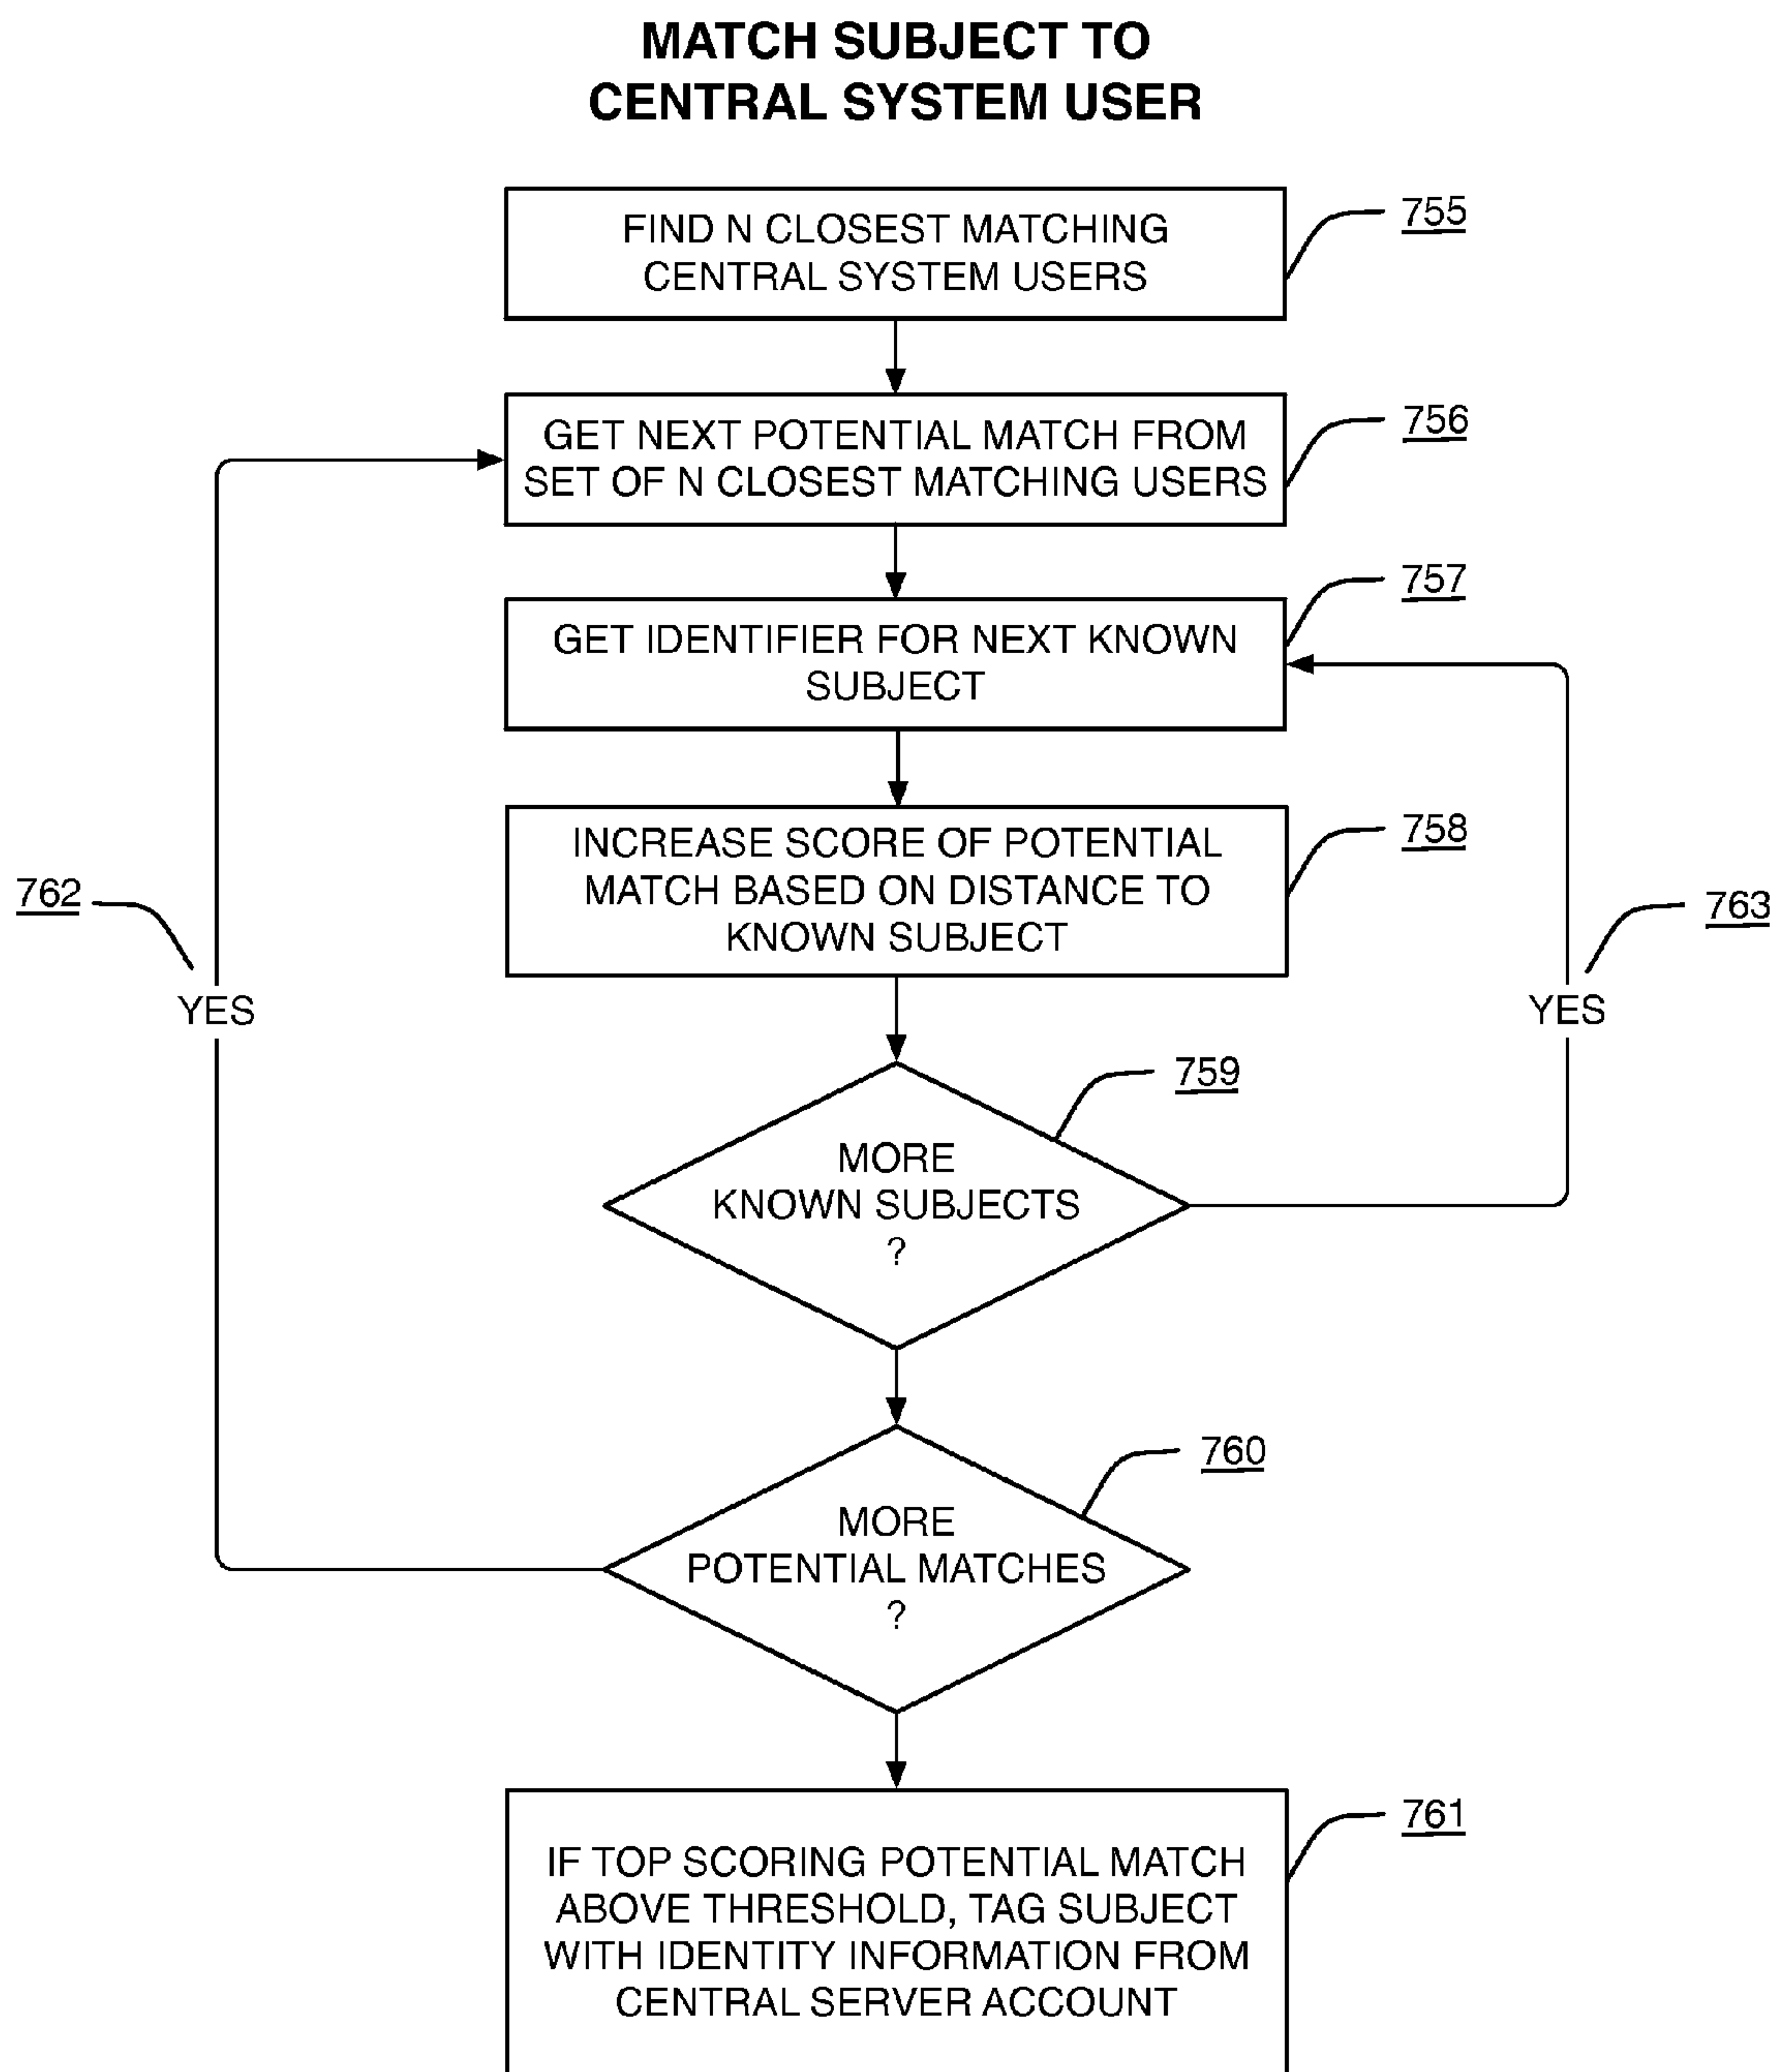 MATCH SUBJECT TO
CENTRAL SYSTEM USER
FIND N CLOSEST MATCHING
CENTRAL SYSTEM USERS
755
GET NEXT POTENTIAL MATCH FROM
SET OF N CLOSEST MATCHING USERS
756
GET IDENTIFIER FOR NEXT KNOWN
SUBJECT
757
INCREASE SCORE OF POTENTIAL
MATCH BASED ON DISTANCE TO
KNOWN SUBJECT
758
762
763
YES
YES
MORE
KNOWN SUBJECTS
?
759
MORE
POTENTIAL MATCHES
?
760
IF TOP SCORING POTENTIAL MATCH
ABOVE THRESHOLD, TAG SUBJECT
WITH IDENTITY INFORMATION FROM
CENTRAL SERVER ACCOUNT
761